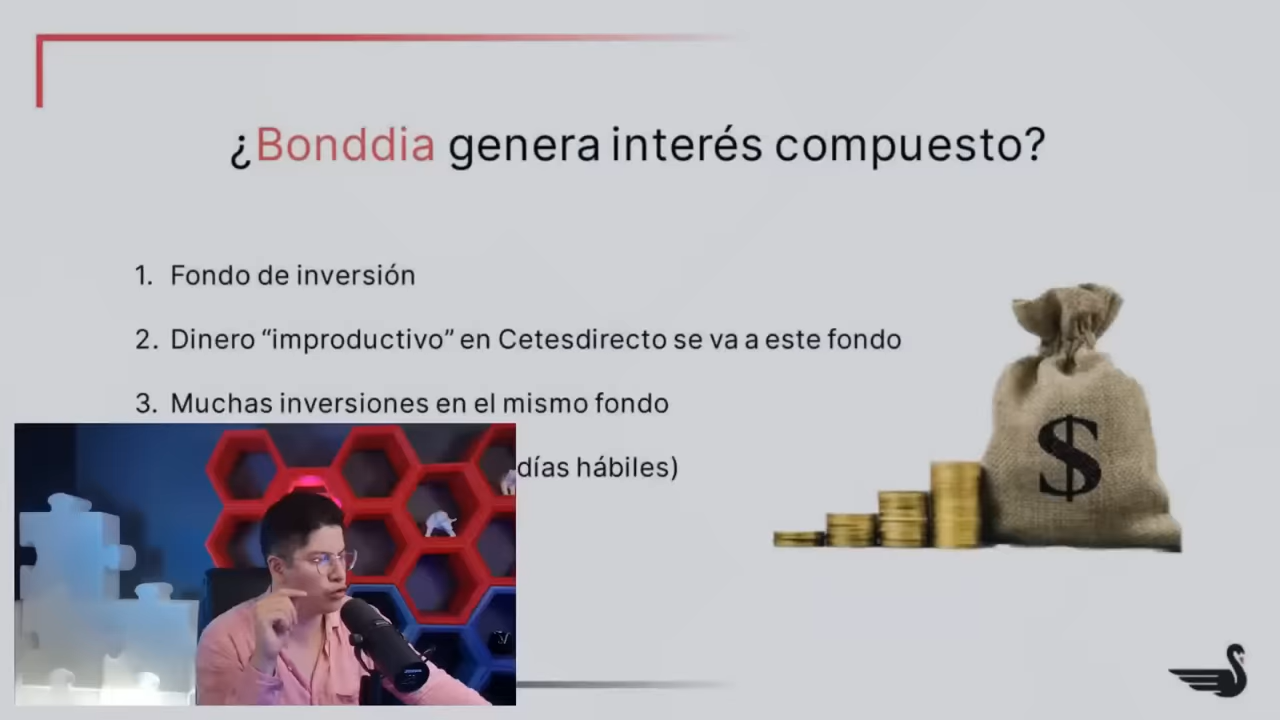 ¿Bonddia genera interés compuesto?
1. Fondo de inversión
2. Dinero “improductivo” en Cetesdirecto se va a este fondo
3. Muchas inversiones en el mismo fondo
días hábiles)
$